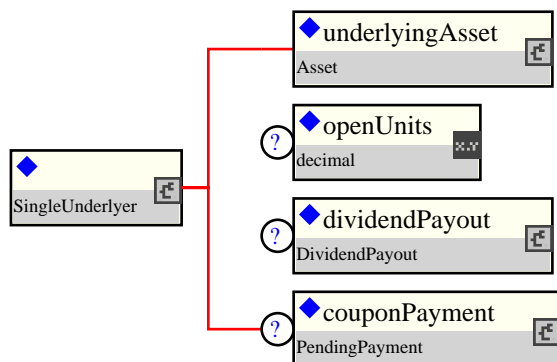 underlyingAsset
Asset
?
openUnits
decimal
x.Y
SingleUnderlyer
?
dividendPayout
DividendPayout
?
couponPayment
PendingPayment